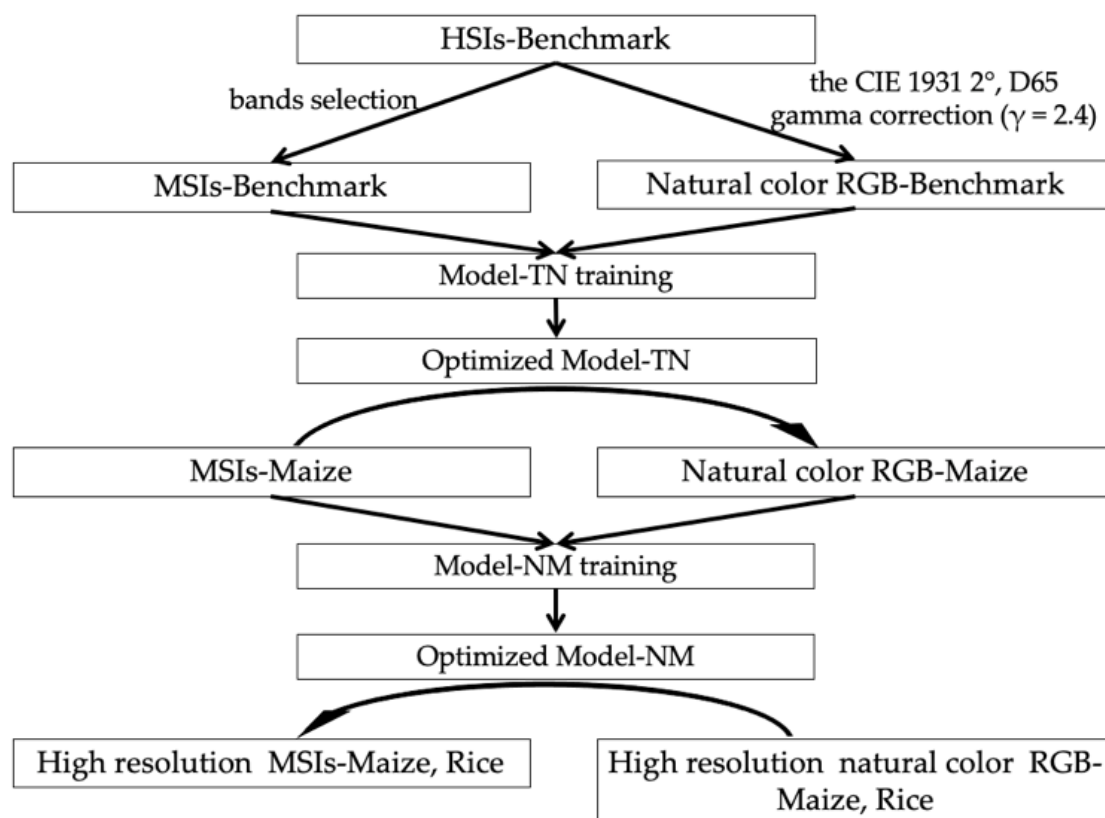 HSIs-Benchmark
bands selection
the CIE 1931 2°, D65
gamma correction (γ = 2.4)
MSIs-Benchmark
Natural color RGB-Benchmark
Model-TN training
Optimized Model-TN
MSIs-Maize
Natural color RGB-Maize
Model-NM training
Optimized Model-NM
High resolution MSIs-Maize, Rice
High resolution natural color RGB-
Maize, Rice